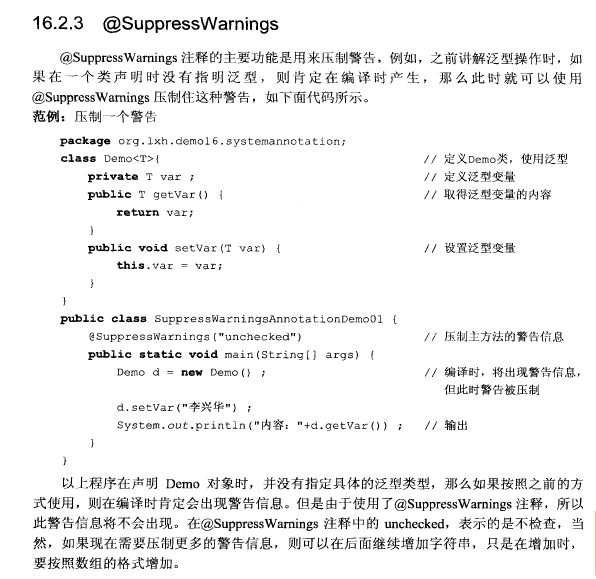 16.2.3 @SuppressWarnings
@SuppressWarnings 注释的主要功能是用来压制警告，例如，之前讲解泛型操作时，如
果在一个类声明时没有指明泛型，则肯定在编译时产生，那么此时就可以使用
@SuppressWarnings 压制住这种警告，如下面代码所示。
范例：压制一个警告
package org.lxh.demo16.systemannotation;
class Demo<T>{ // 定义Demo类，使用泛型
private T var ; // 定义泛型变量
public T getVar() { // 取得泛型变量的内容
return var;
}
public void setVar(T var) { // 设置泛型变量
this.var = var;
}
}
public class SuppressWarningsAnnotationDemo01 {
@SuppressWarnings("unchecked") // 压制主方法的警告信息
public static void main(String[] args) {
Demo d = new Demo() ; // 编译时，将出现警告信息，
但此时警告被压制
d.setVar("李兴华") ;
System.out.println("内容："+d.getVar()) ; // 输出
}
}
以上程序在声明 Demo 对象时，并没有指定具体的泛型类型，那么如果按照之前的方
式使用，则在编译时肯定会出现警告信息。但是由于使用了@SuppressWarnings 注释，所以
此警告信息将不会出现。在@SuppressWarnings 注释中的 unchecked，表示的是不检查，当
然，如果现在需要压制更多的警告信息，则可以在后面继续增加字符串，只是在增加时，
要按照数组的格式增加。